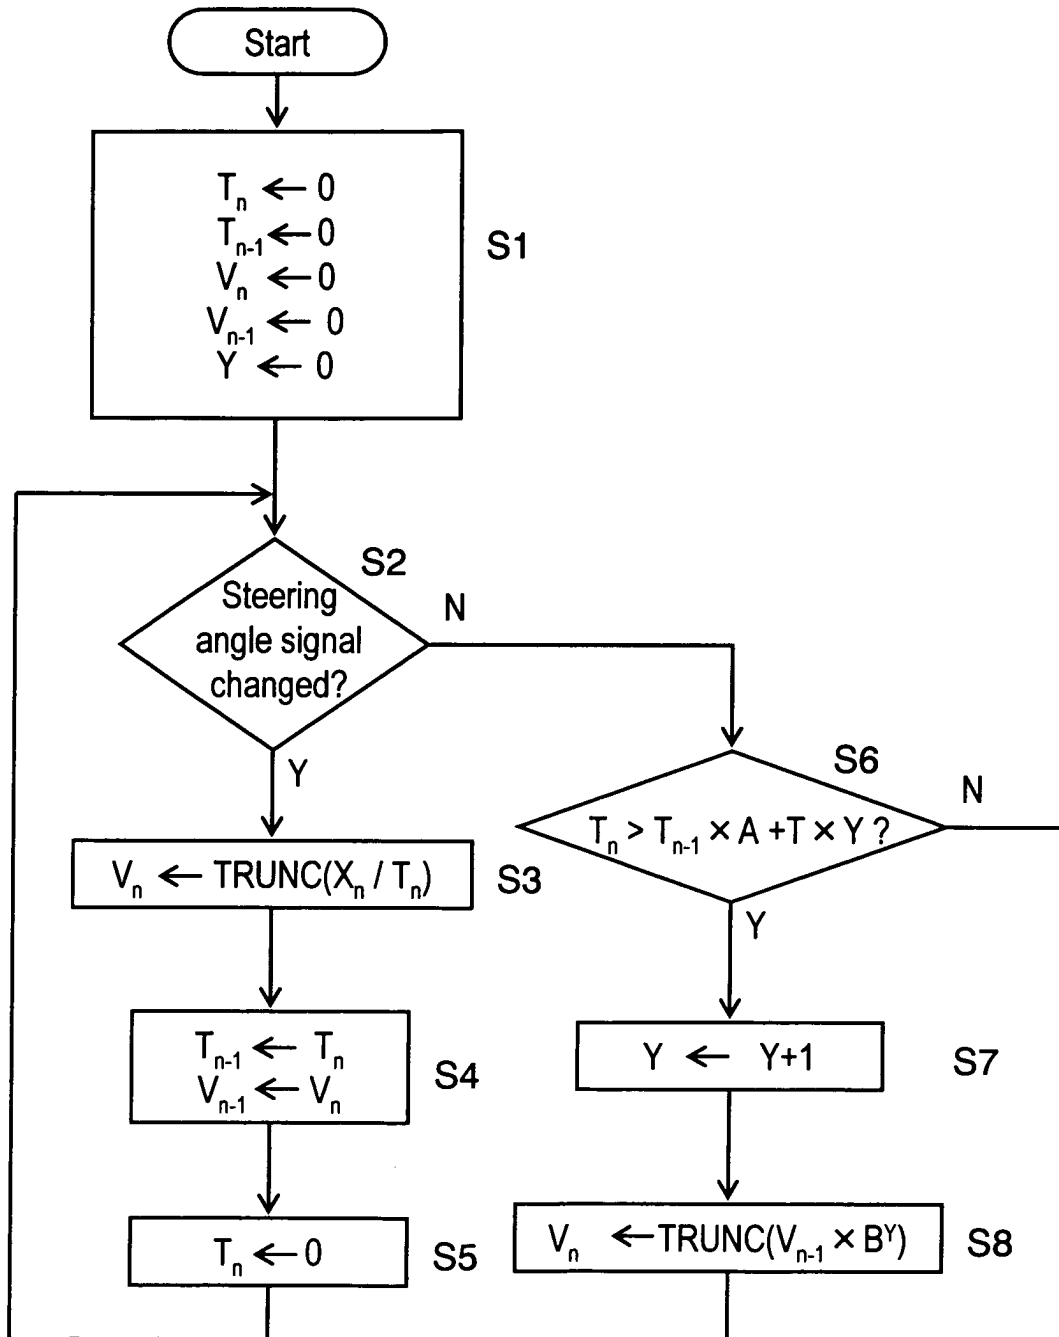 Start
Tn ← 0
Tn-1 ← 0
Vn ← 0
Vn-1 ← 0
Y ← 0
S1
S2
Steering
angle signal
changed?
N
Y
S6
Tn > Tn-1 × A +T × Y ?
N
Vn ← TRUNC(Xn / Tn)
S3
Y
Tn-1 ← Tn
Vn-1 ← Vn
S4
Y ← Y+1
S7
Tn ← 0
S5
Vn ← TRUNC(Vn-1 × B^Y)
S8